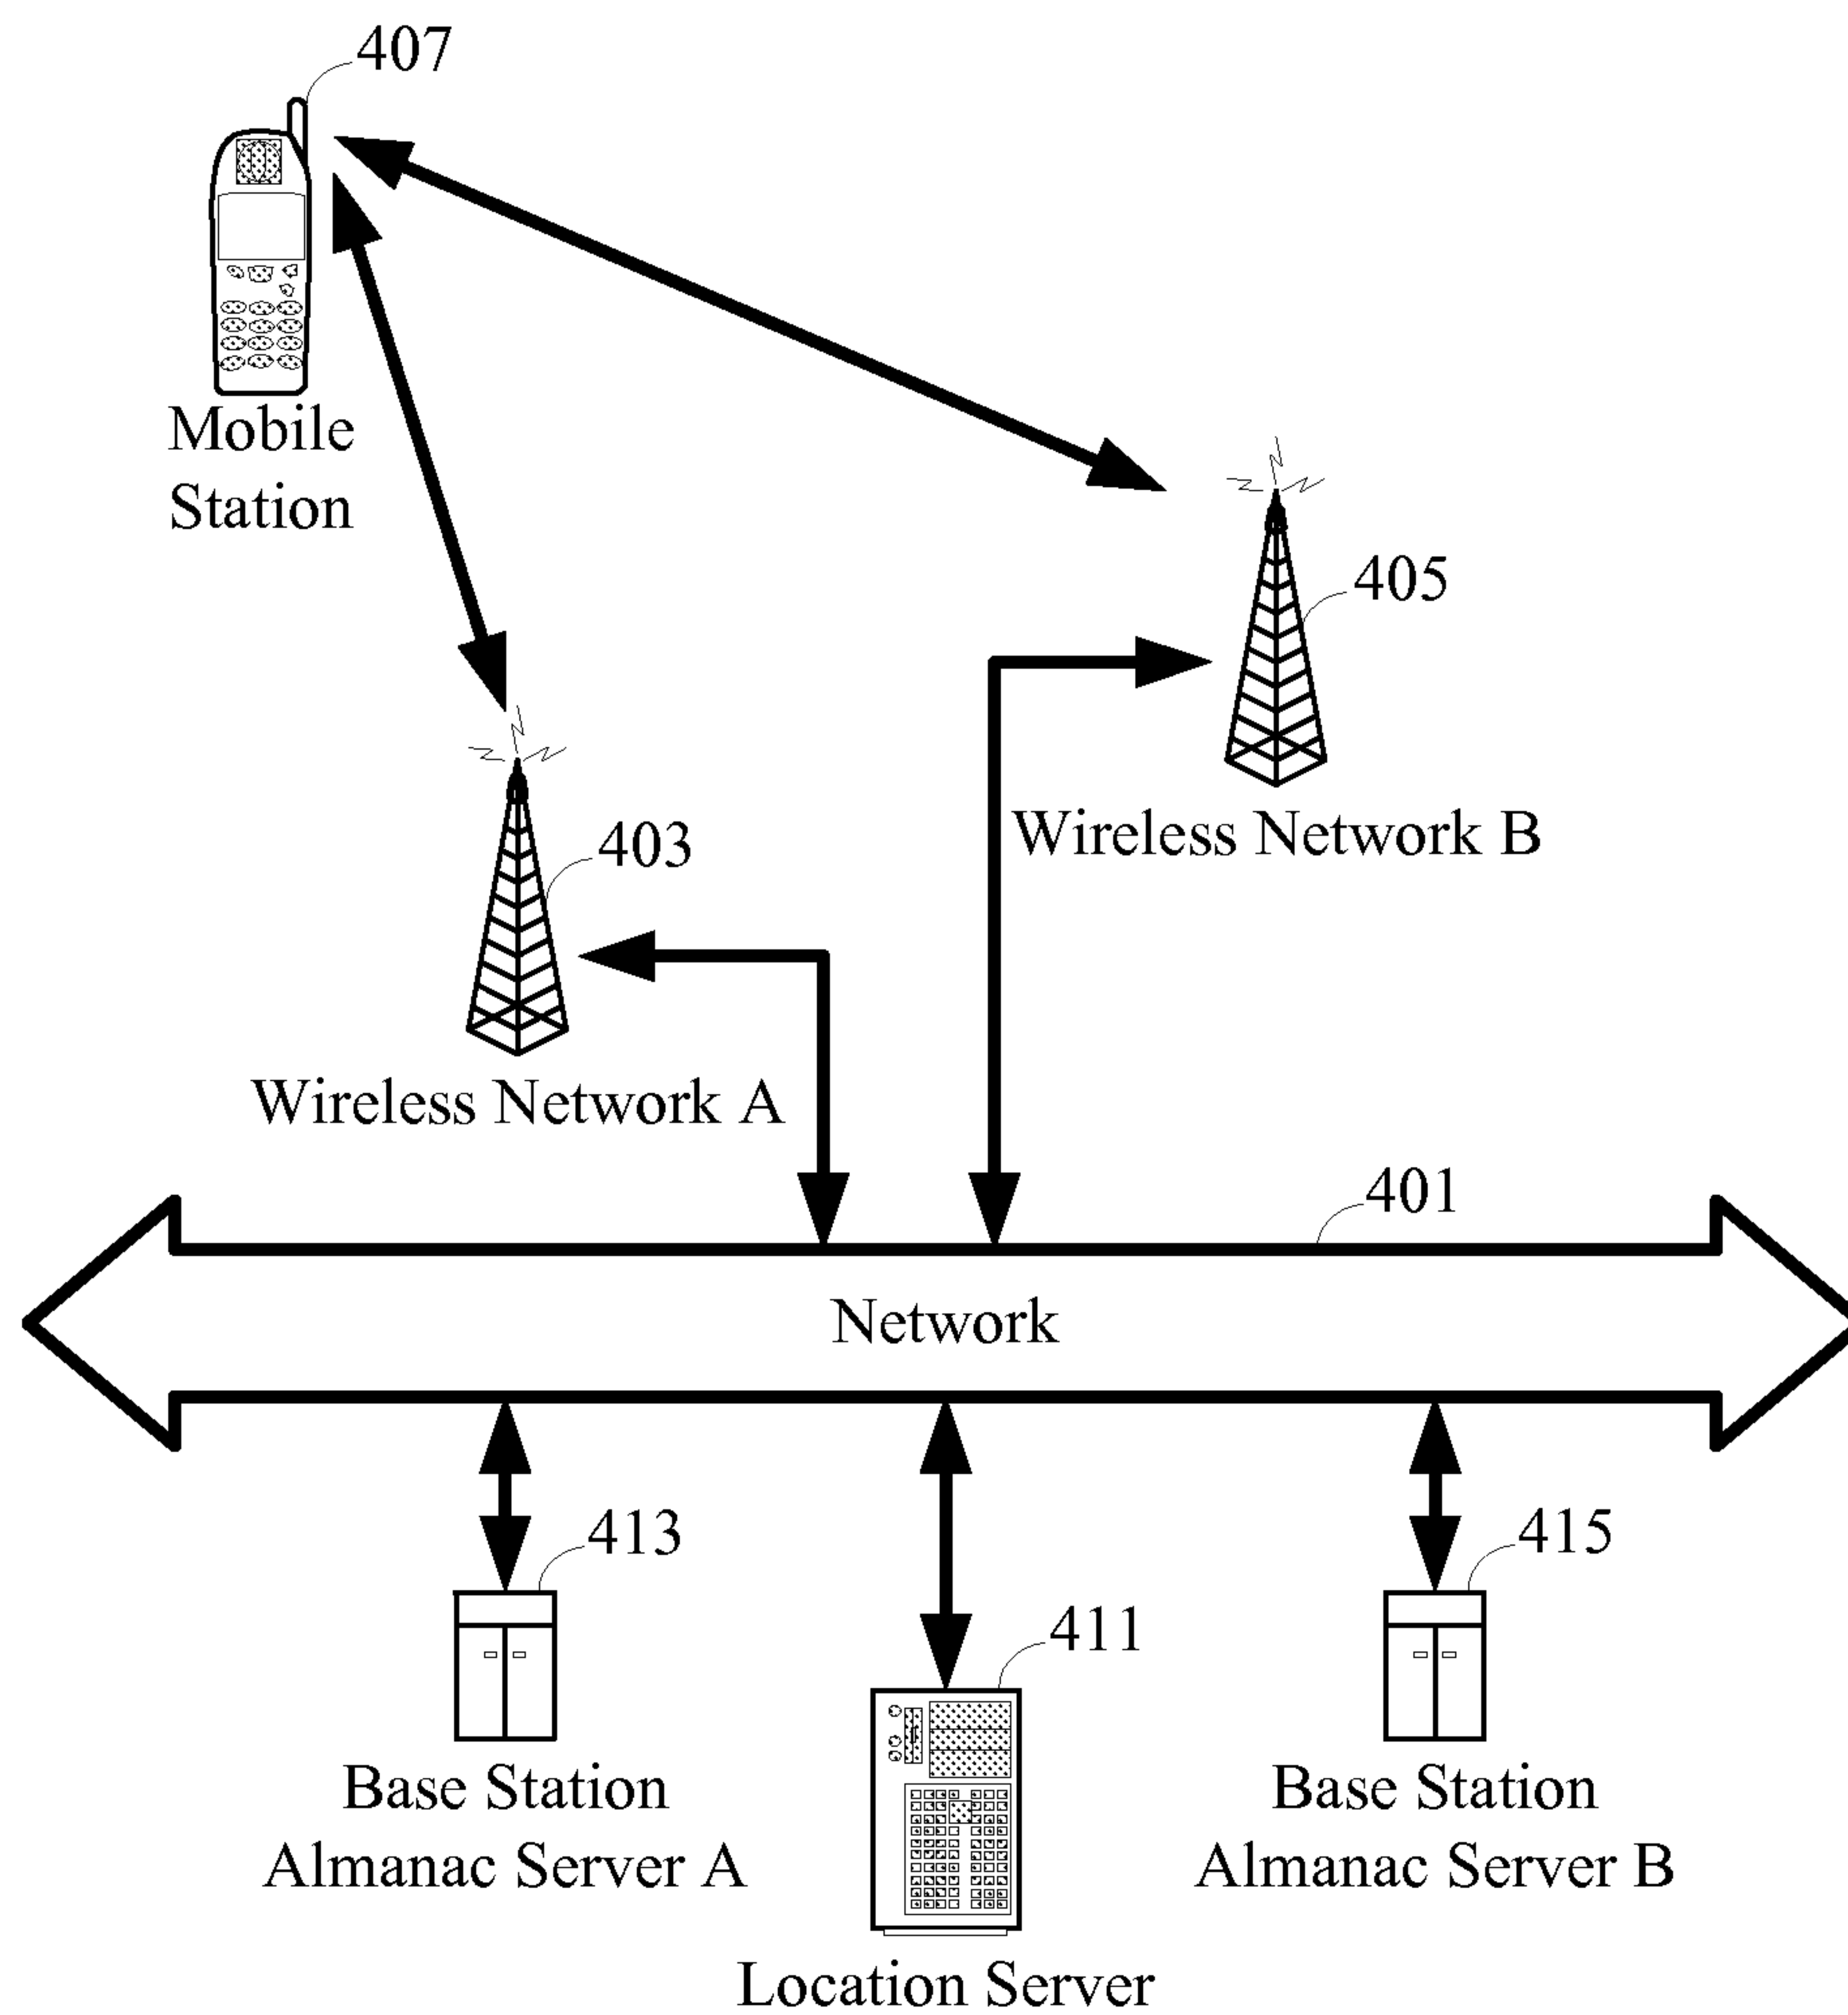 407
Mobile
Station
405
Wireless Network B
403
Wireless Network A
401
Network
413
415
411
Base Station
Almanac Server A
Base Station
Almanac Server B
Location Server